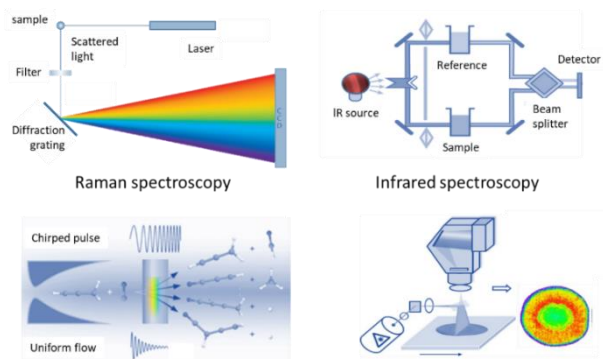 sample
Scattered
light
Laser
Filter
Diffraction
grating
Raman spectroscopy
Reference
Detector
IR source
Beam
splitter
Sample
Infrared spectroscopy
Chirped pulse
Uniform flow